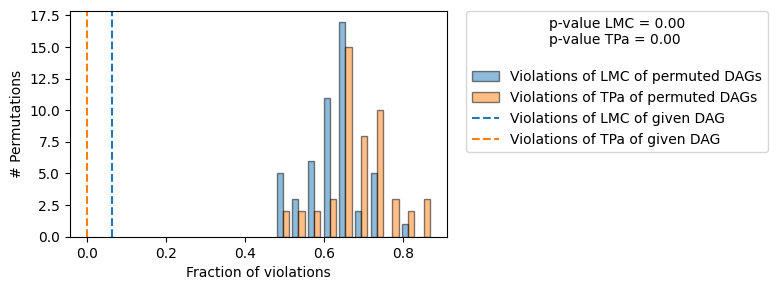 17.5
15.0
12.5
10.0
7.5
5.0
2.5
0.0
# Permutations
0.0 0.2 0.4 0.6 0.8
Fraction of violations
p-value LMC = 0.00
p-value TPa = 0.00
Violations of LMC of permuted DAGs
Violations of TPa of permuted DAGs
Violations of LMC of given DAG
Violations of TPa of given DAG